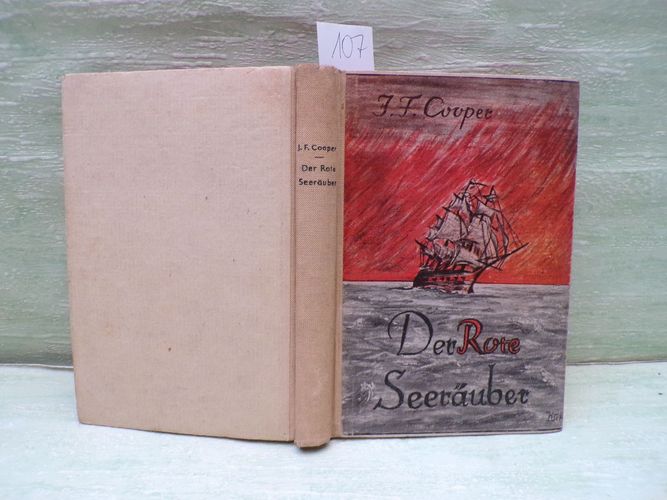 107
J. F. Cooper
Der Rote
Seeräuber
J. F. Cooper
Der Rote
Seeräuber